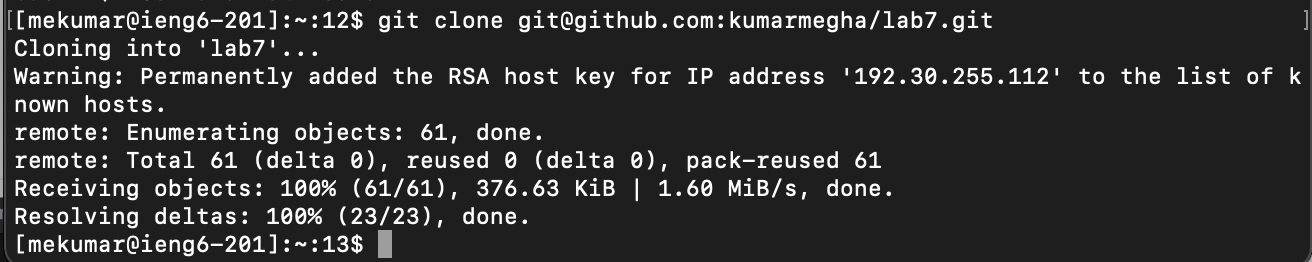 [[mekumar@ieng6-201]:~:12$ git clone git@github.com:kumarmegha/lab7.git ]
Cloning into 'lab7'...
Warning: Permanently added the RSA host key for IP address '192.30.255.112' to the list of k
nown hosts.
remote: Enumerating objects: 61, done.
remote: Total 61 (delta 0), reused 0 (delta 0), pack-reused 61
Receiving objects: 100% (61/61), 376.63 KiB | 1.60 MiB/s, done.
Resolving deltas: 100% (23/23), done.
[mekumar@ieng6-201]:~:13$